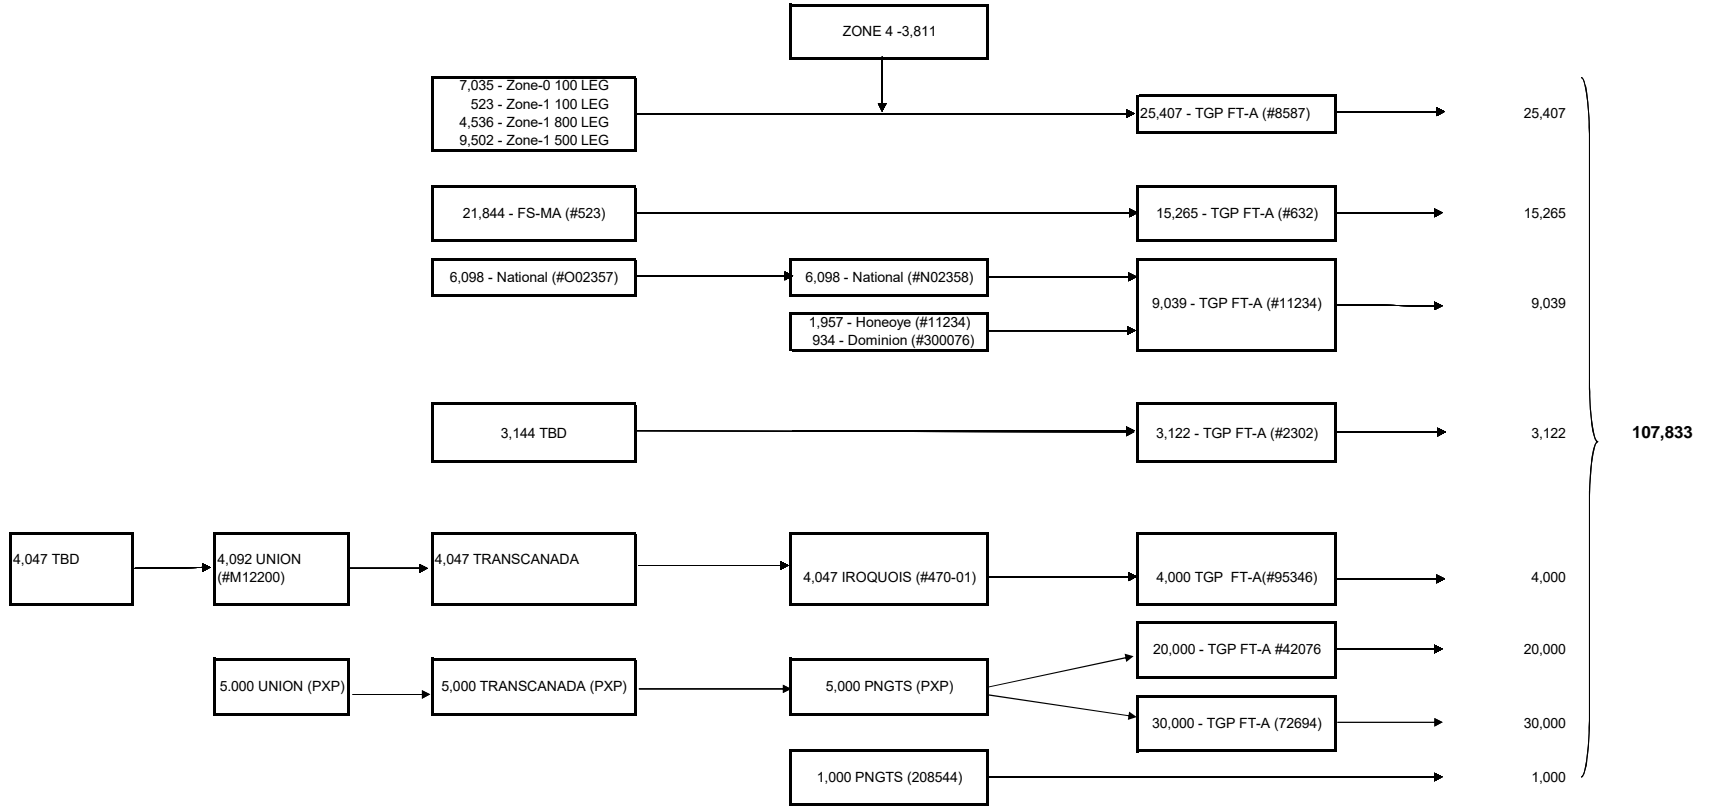 ZONE 4 -3,811
7,035 - Zone-0 100 LEG
523 - Zone-1 100 LEG
4,536 - Zone-1 800 LEG
9,502 - Zone-1 500 LEG
25,407 - TGP FT-A (#8587)
25,407
21,844 - FS-MA (#523)
15,265 - TGP FT-A (#632)
15,265
6,098 - National (#O02357)
6,098 - National (#N02358)
1,957 - Honeoye (#11234)
934 - Dominion (#300076)
9,039 - TGP FT-A (#11234)
9,039
3,144 TBD
3,122 - TGP FT-A (#2302)
3,122
107,833
4,047 TBD
4,092 UNION
(#M12200)
4,047 TRANSCANADA
4,047 IROQUOIS (#470-01)
4,000 TGP  FT-A(#95346)
4,000
5.000 UNION (PXP)
5,000 TRANSCANADA (PXP)
5,000 PNGTS (PXP)
20,000 - TGP FT-A #42076
20,000
30,000 - TGP FT-A (72694)
30,000
1,000 PNGTS (208544)
1,000